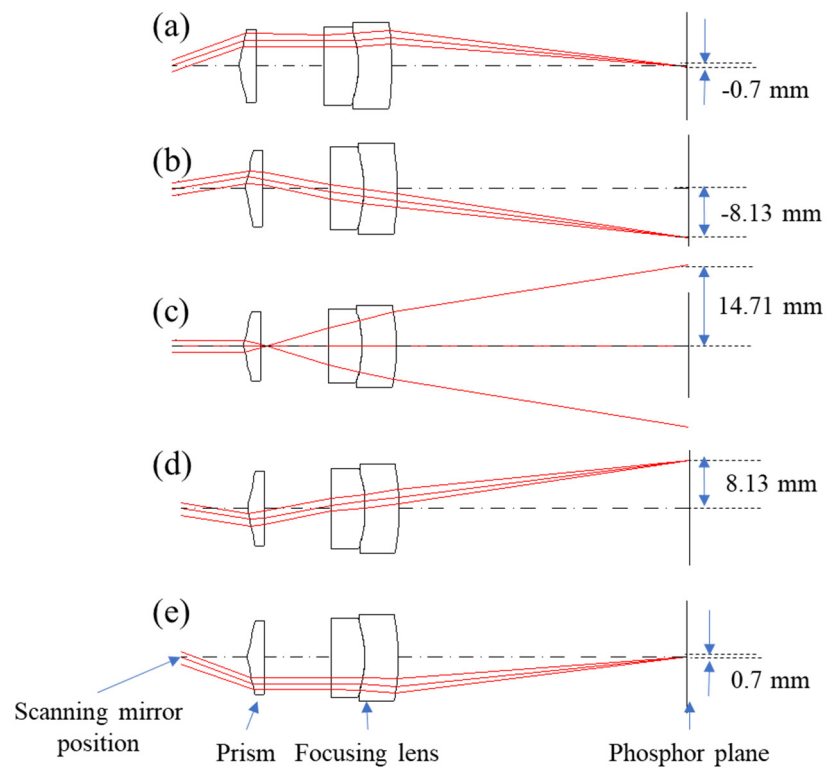 (a)
-0.7 mm
(b)
-8.13 mm
(c)
14.71 mm
(d)
8.13 mm
(e)
0.7 mm
Scanning mirror
position
Prism
Focusing lens
Phosphor plane